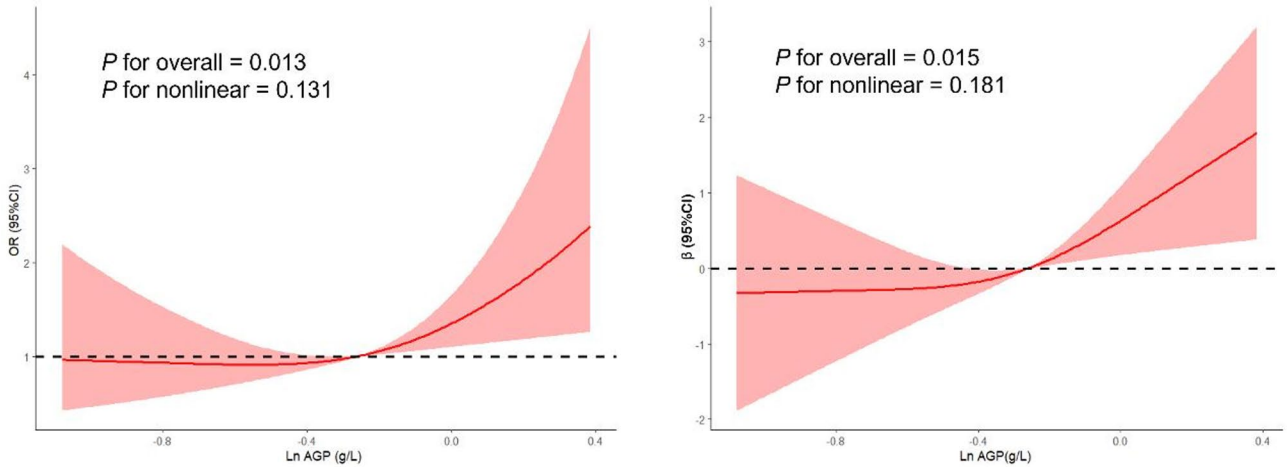 P for overall = 0.013
P for nonlinear = 0.131
4
3
2
1
OR (95%CI)
-0.8
-0.4
0.0
0.4
Ln AGP (g/L)
P for overall = 0.015
P for nonlinear = 0.181
3
2
1
0
-1
-2
β (95%CI)
-0.8
-0.4
0.0
0.4
Ln AGP(g/L)